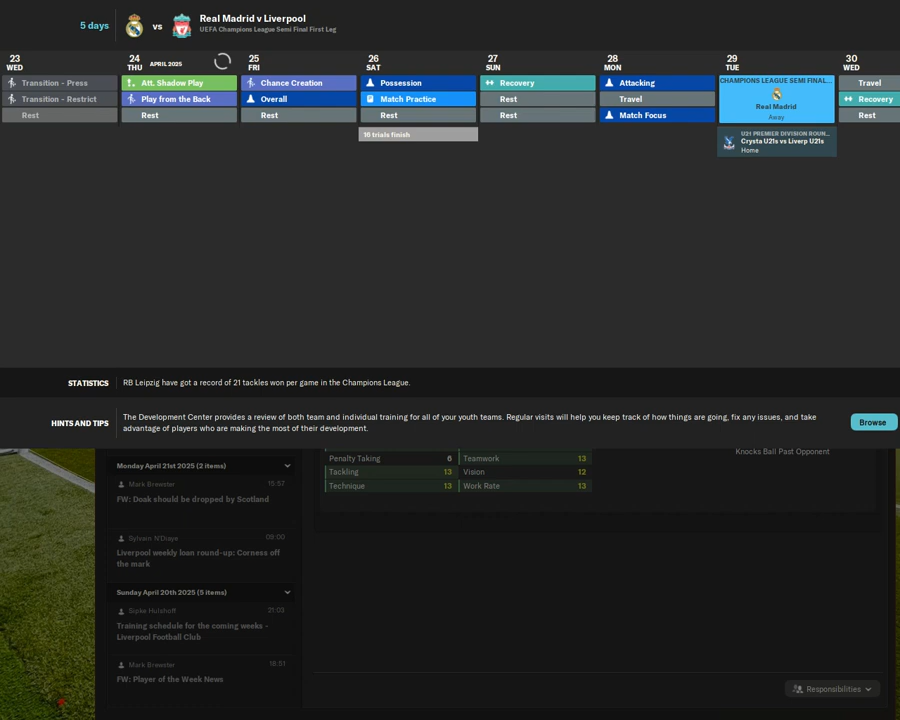 5 days
vs
Real Madrid v Liverpool
UEFA Champions League Semi Final First Leg
23
WED
24
THU APRIL 2025
25
FRI
26
SAT
27
SUN
28
MON
29
TUE
30
WED
Transition - Press
Att. Shadow Play
Chance Creation
Possession
Recovery
Attacking
CHAMPIONS LEAGUE SEMI FINAL...
Travel
Transition - Restrict
Play from the Back
Overall
Match Practice
Rest
Travel
Real Madrid
Recovery
Rest
Rest
Rest
Rest
Rest
Match Focus
Away
Rest
16 trials finish
U21 PREMIER DIVISION ROUN...
Crysta U21s vs Liverp U21s
Home
STATISTICS
RB Leipzig have got a record of 21 tackles won per game in the Champions League.
HINTS AND TIPS
The Development Center provides a review of both team and individual training for all of your youth teams. Regular visits will help you keep track of how things are going, fix any issues, and take
advantage of players who are making the most of their development.
Browse
Penalty Taking 6
Teamwork 13
Knocks Ball Past Opponent
Tackling 13
Vision 12
Technique 13
Work Rate 13
Monday April 21st 2025 (2 items)
Mark Brewster 15:57
FW: Doak should be dropped by Scotland
Sylvain N'Diaye 09:00
Liverpool weekly loan round-up: Corness off
the mark
Sunday April 20th 2025 (5 items)
Sipke Hulshoff 21:03
Training schedule for the coming weeks -
Liverpool Football Club
Mark Brewster 18:51
FW: Player of the Week News
Responsibilities